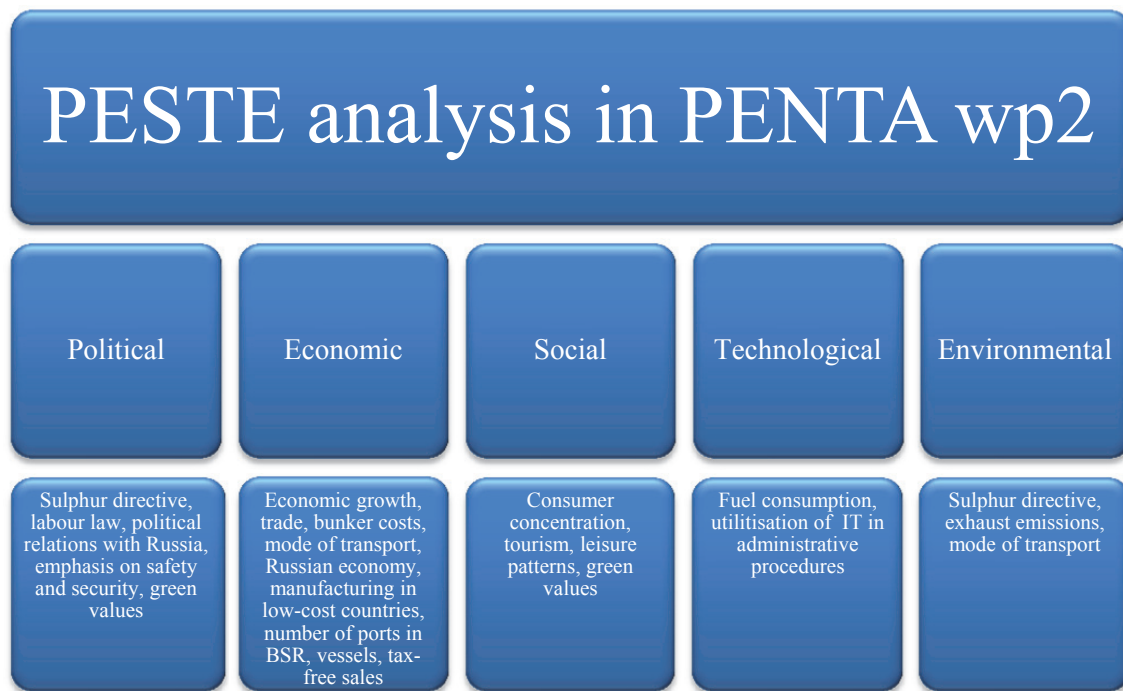 PESTE analysis in PENTA wp2
Political
Economic
Social
Technological
Environmental
Sulphur directive,
labour law, political
relations with Russia,
emphasis on safety
and security, green
values
Economic growth,
trade, bunker costs,
mode of transport,
Russian economy,
manufacturing in
low-cost countries,
number of ports in
BSR, vessels, tax-
free sales
Consumer
concentration,
tourism, leisure
patterns, green
values
Fuel consumption,
utilitisation of IT in
administrative
procedures
Sulphur directive,
exhaust emissions,
mode of transport